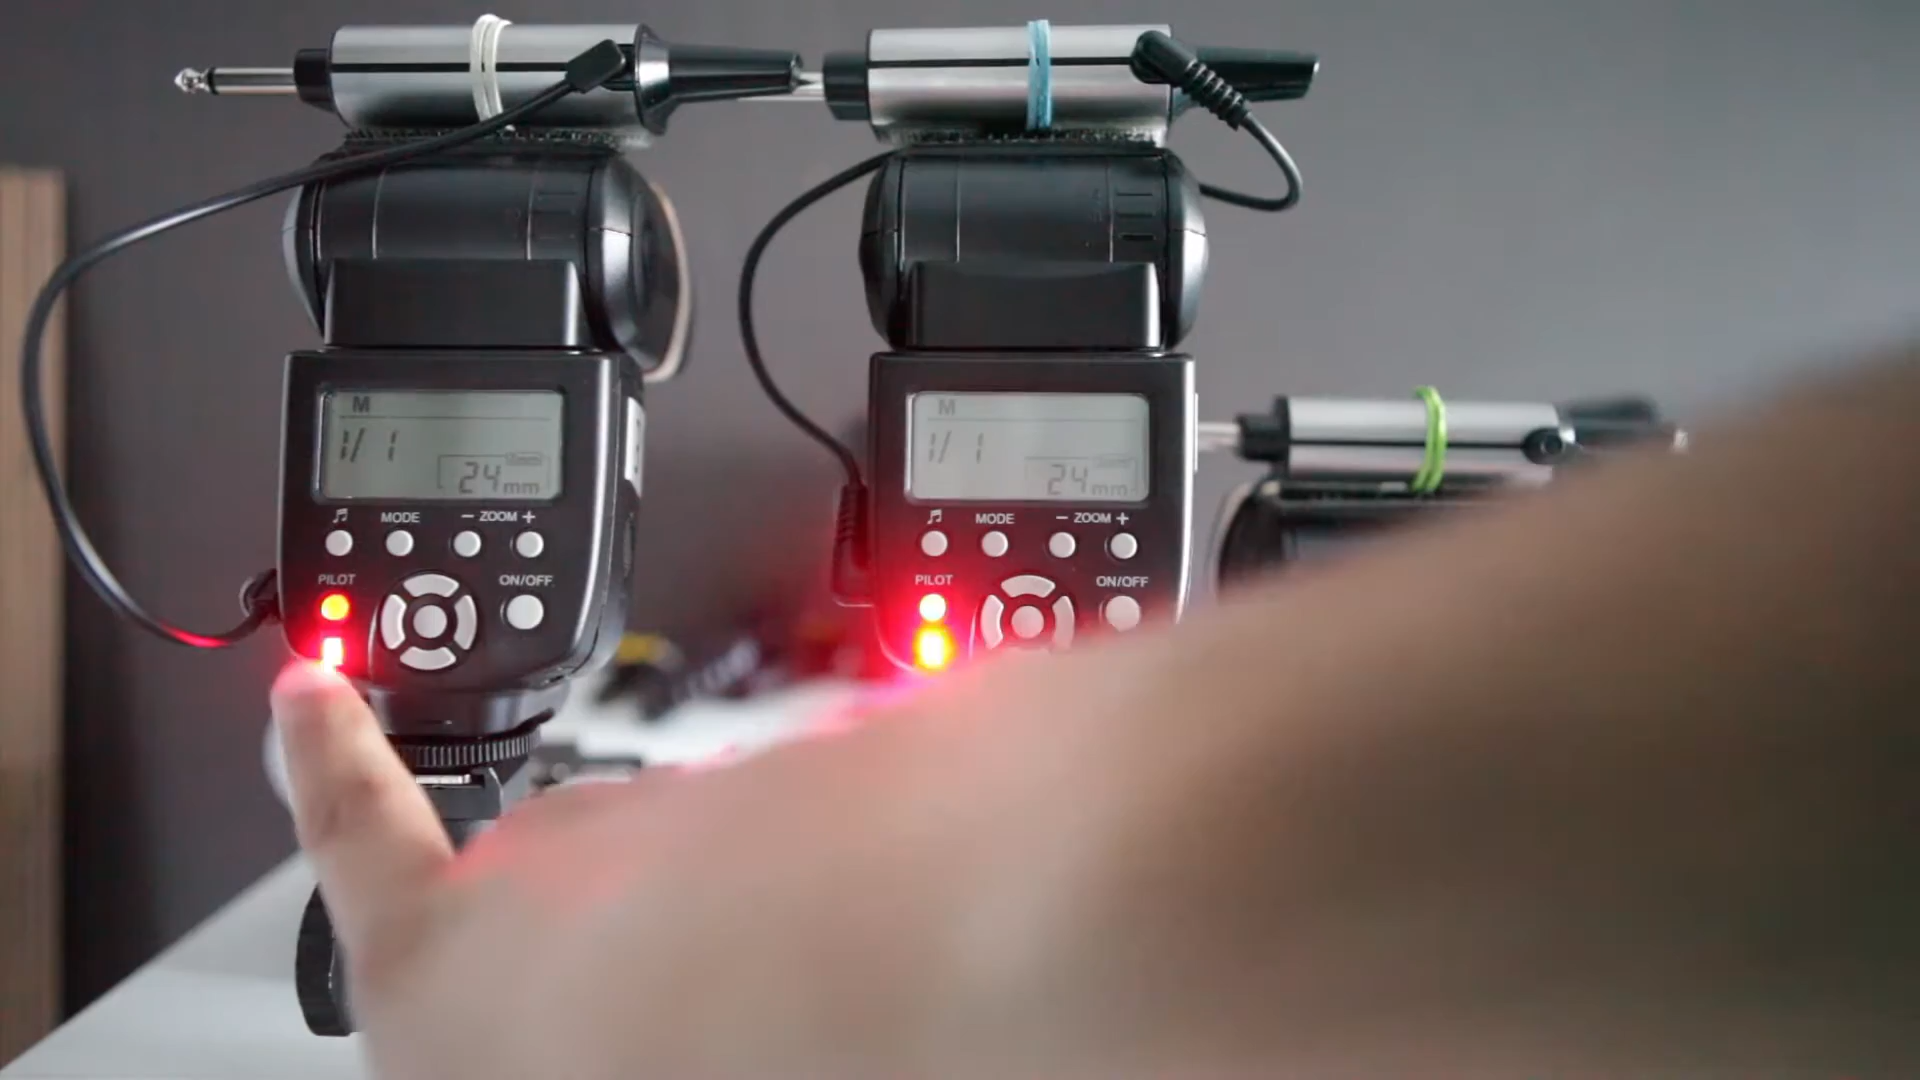 M
1/1
24mm
♫ MODE − ZOOM +
PILOT ON/OFF
M
1/1
24mm
♫ MODE − ZOOM +
PILOT ON/OFF